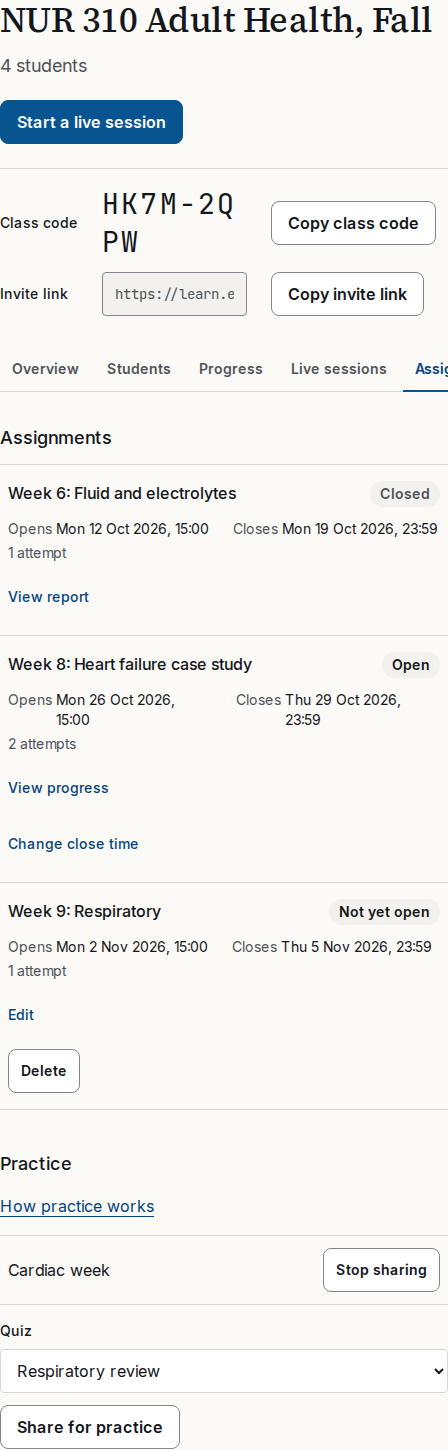 NUR 310 Adult Health, Fall
4 students
Start a live session
Class code
HK7M-2Q
PW
Copy class code
Invite link
https://learn.e
Copy invite link
Overview Students Progress Live sessions Assig
Assignments
Week 6: Fluid and electrolytes Closed
Opens Mon 12 Oct 2026, 15:00 Closes Mon 19 Oct 2026, 23:59
1 attempt
View report
Week 8: Heart failure case study Open
Opens Mon 26 Oct 2026, 15:00
Closes Thu 29 Oct 2026, 23:59
2 attempts
View progress
Change close time
Week 9: Respiratory Not yet open
Opens Mon 2 Nov 2026, 15:00 Closes Thu 5 Nov 2026, 23:59
1 attempt
Edit
Delete
Practice
How practice works
Cardiac week Stop sharing
Quiz
Respiratory review
Share for practice